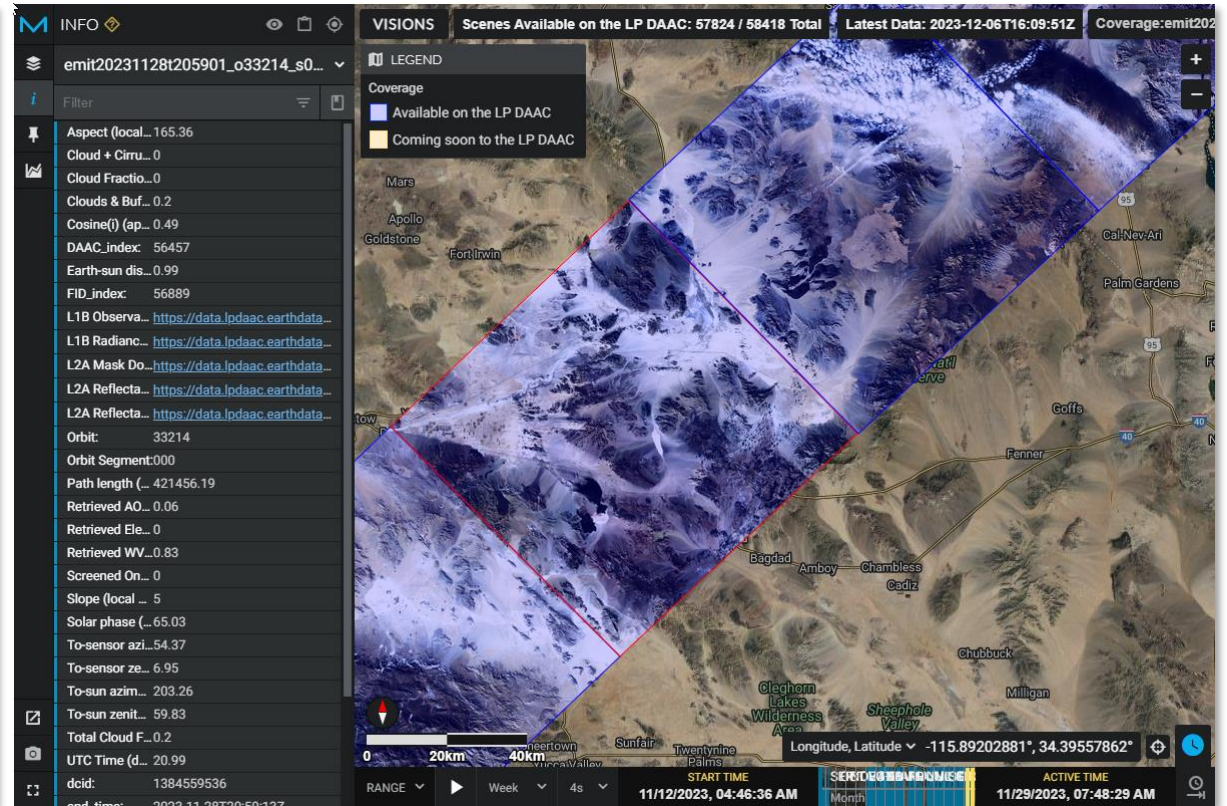 INFO
VISIONS
Scenes Available on the LP DAAC: 57824 / 58418 Total
Latest Data: 2023-12-06T16:09:51Z
Coverage:emit202
emit20231128t205901_o33214_s0...
Filter
Aspect (local... 165.36
Cloud + Cirru... 0
Cloud Fractio... 0
Clouds & Buf... 0.2
Cosine(i) (ap... 0.49
DAAC_index: 56457
Earth-sun dis... 0.99
FID_index: 56889
L1B Observa... https://data.lpdaac.earthdata...
L1B Radianc... https://data.lpdaac.earthdata...
L2A Mask Do... https://data.lpdaac.earthdata...
L2A Reflecta... https://data.lpdaac.earthdata...
L2A Reflecta... https://data.lpdaac.earthdata...
Orbit: 33214
Orbit Segment:000
Path length (... 421456.19
Retrieved AO... 0.06
Retrieved Ele... 0
Retrieved WV... 0.83
Screened On... 0
Slope (local ... 5
Solar phase (... 65.03
To-sensor azi... 54.37
To-sensor ze... 6.95
To-sun azim... 203.26
To-sun zenit... 59.83
Total Cloud F... 0.2
UTC Time (d... 20.99
dcid: 1384559536
LEGEND
Coverage
Available on the LP DAAC
Coming soon to the LP DAAC
Mars
Apollo
Goldstone
Fort Irwin
95
Cal-Nev-Ari
Palm Gardens
95
Goffs
40
40
Fenner
Bagdad
Amboy
Chambless
Cadiz
Chubbuck
Milligan
Cleghorn
Lakes
Wilderness
Area
Sheephole
Valley
Sunfair
Twentynine
Palms
0 20km 40km
Longitude, Latitude -115.89202881°, 34.39557862°
RANGE
Week
4s
START TIME
11/12/2023, 04:46:36 AM
Month
ACTIVE TIME
11/29/2023, 07:48:29 AM